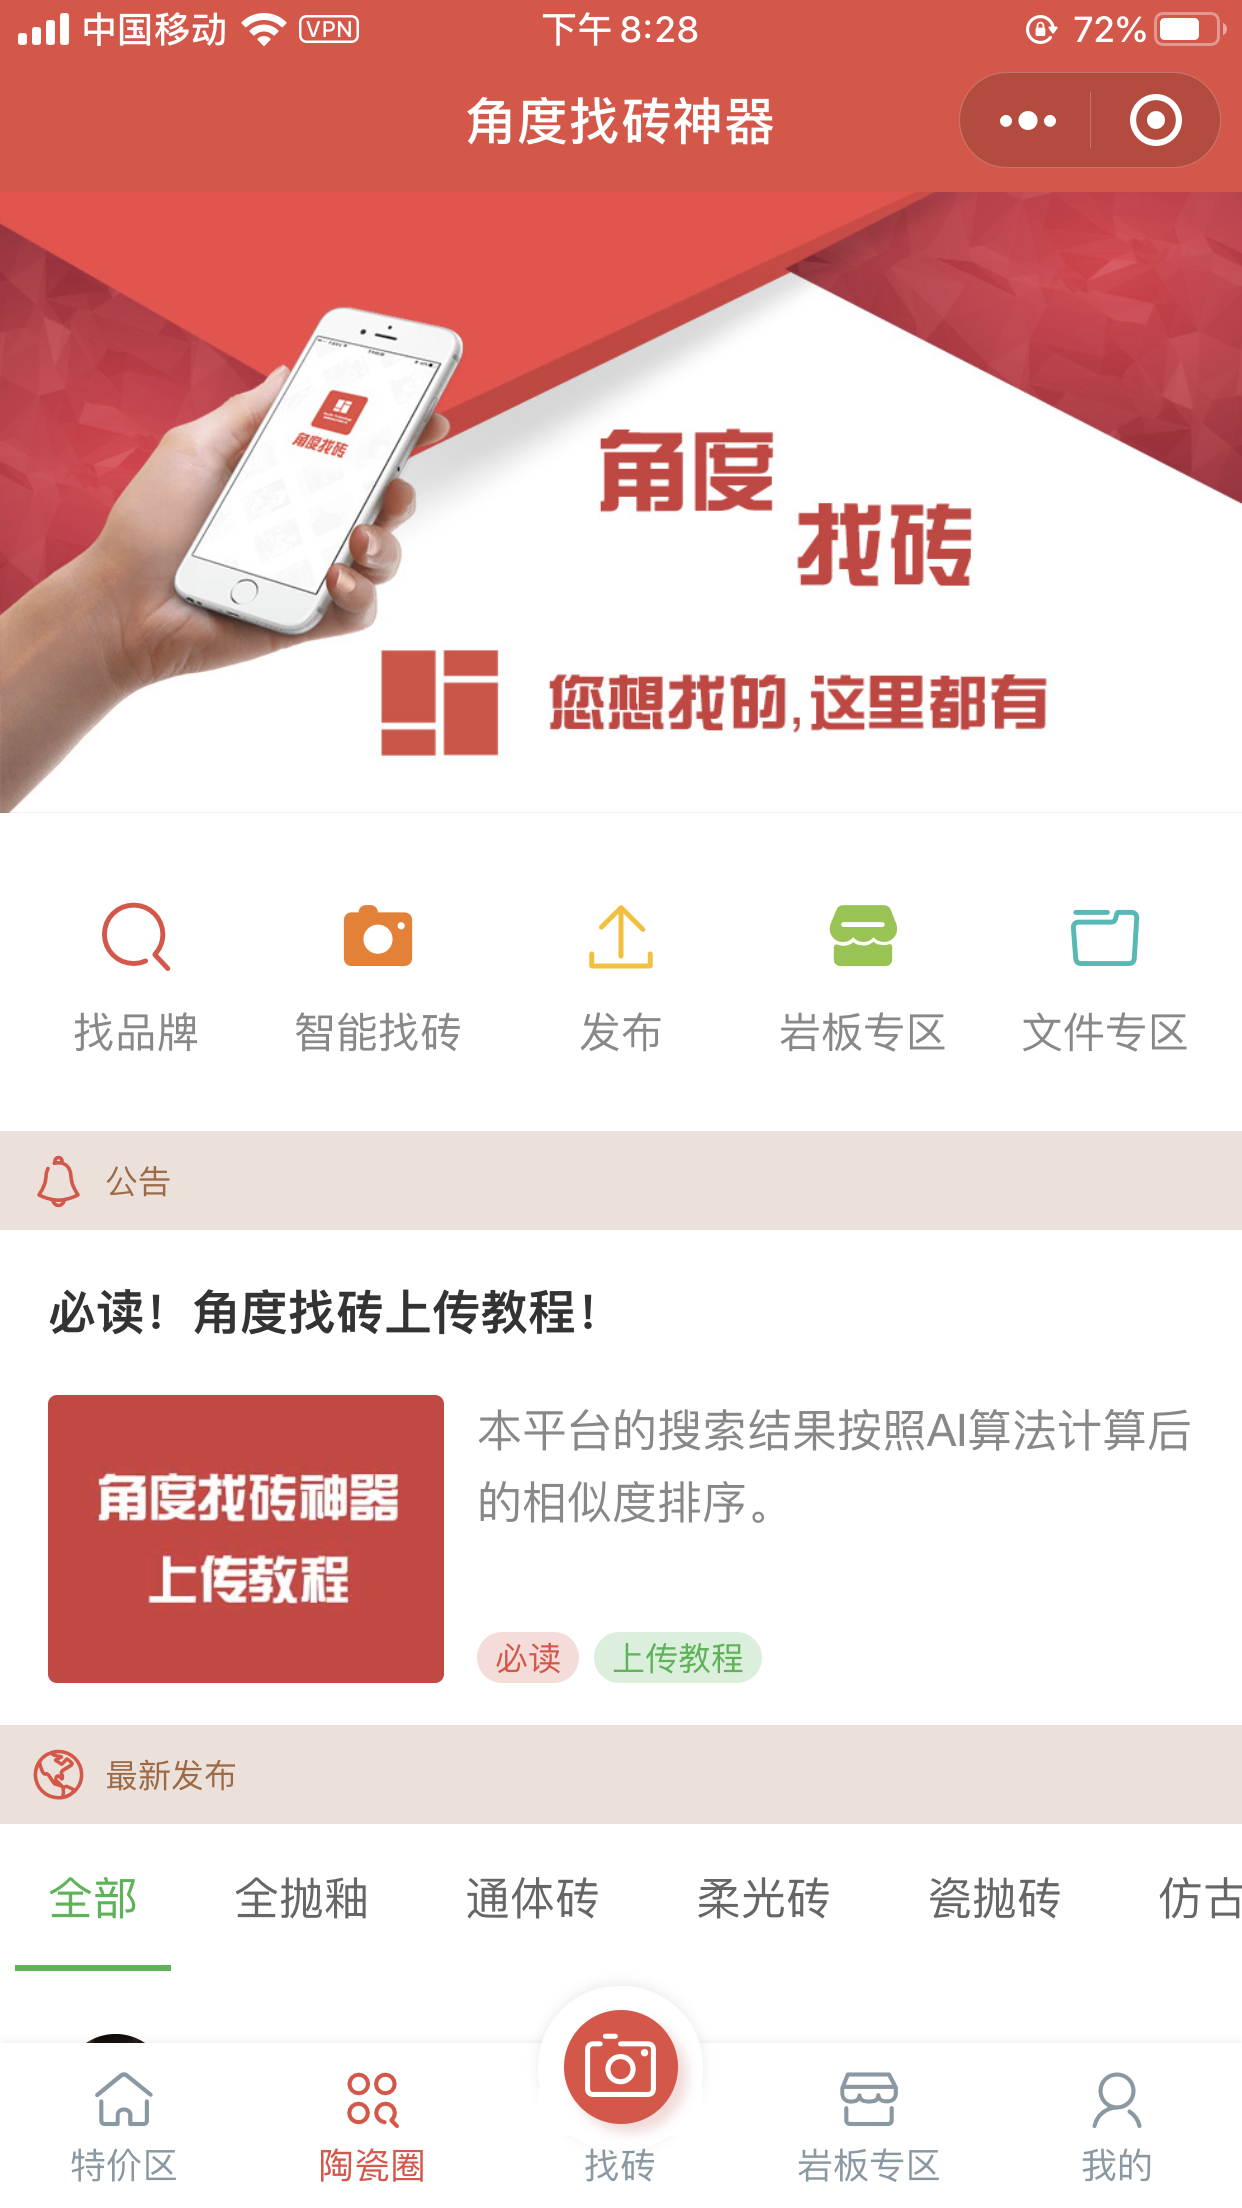 中国移动 VPN 下午 8:28 72%
角度找砖神器
角度找砖
角度
找砖
您想找的,这里都有
找品牌 智能找砖 发布 岩板专区 文件专区
公告
必读！角度找砖上传教程！
角度找砖神器
上传教程
本平台的搜索结果按照AI算法计算后
的相似度排序。
必读 上传教程
最新发布
全部 全抛釉 通体砖 柔光砖 瓷抛砖 仿古
特价区 陶瓷圈 找砖 岩板专区 我的